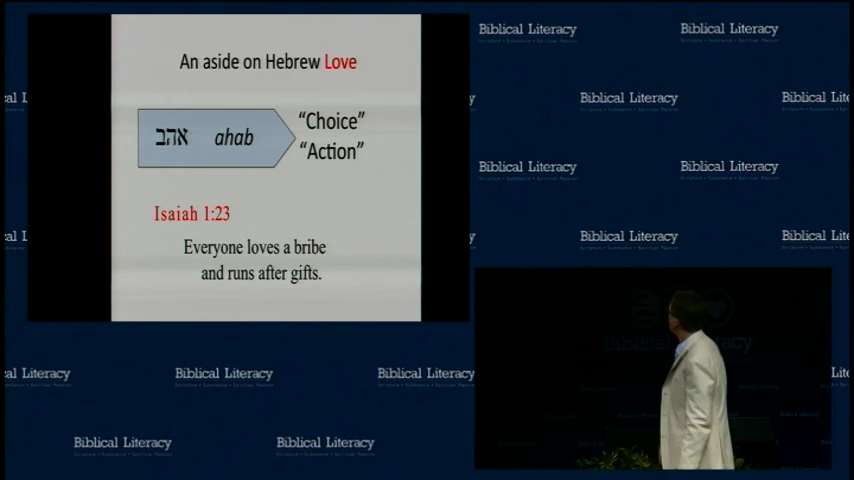 An aside on Hebrew Love
אהב ahab
“Choice”
“Action”
Isaiah 1:23
Everyone loves a bribe
and runs after gifts.
Biblical Literacy
Biblical Literacy
Biblical Literacy
Biblical Literacy
Biblical Literacy
Biblical Literacy
Biblical Literacy
Biblical Literacy
Biblical Literacy
Biblical Literacy
Biblical Literacy
Biblical Literacy
Biblical Literacy